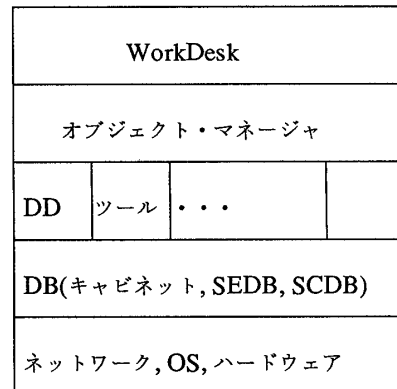 WorkDesk
オブジェクト・マネージャ
DD ツール ・・・
DB(キャビネット, SEDB, SCDB)
ネットワーク, OS, ハードウェア